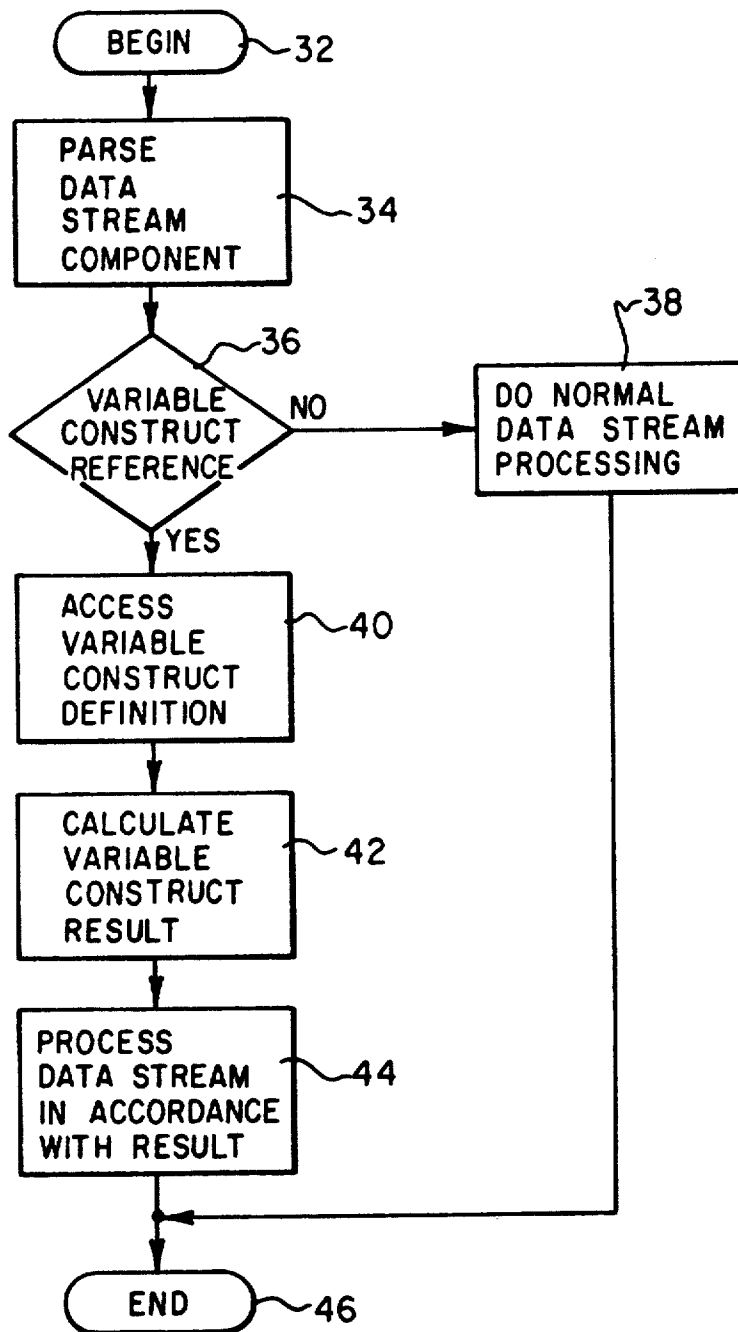 BEGIN
32
PARSE
DATA
STREAM
COMPONENT
34
36
VARIABLE
CONSTRUCT
REFERENCE
NO
38
DO NORMAL
DATA STREAM
PROCESSING
YES
ACCESS
VARIABLE
CONSTRUCT
DEFINITION
40
CALCULATE
VARIABLE
CONSTRUCT
RESULT
42
PROCESS
DATA STREAM
IN ACCORDANCE
WITH RESULT
44
END
46